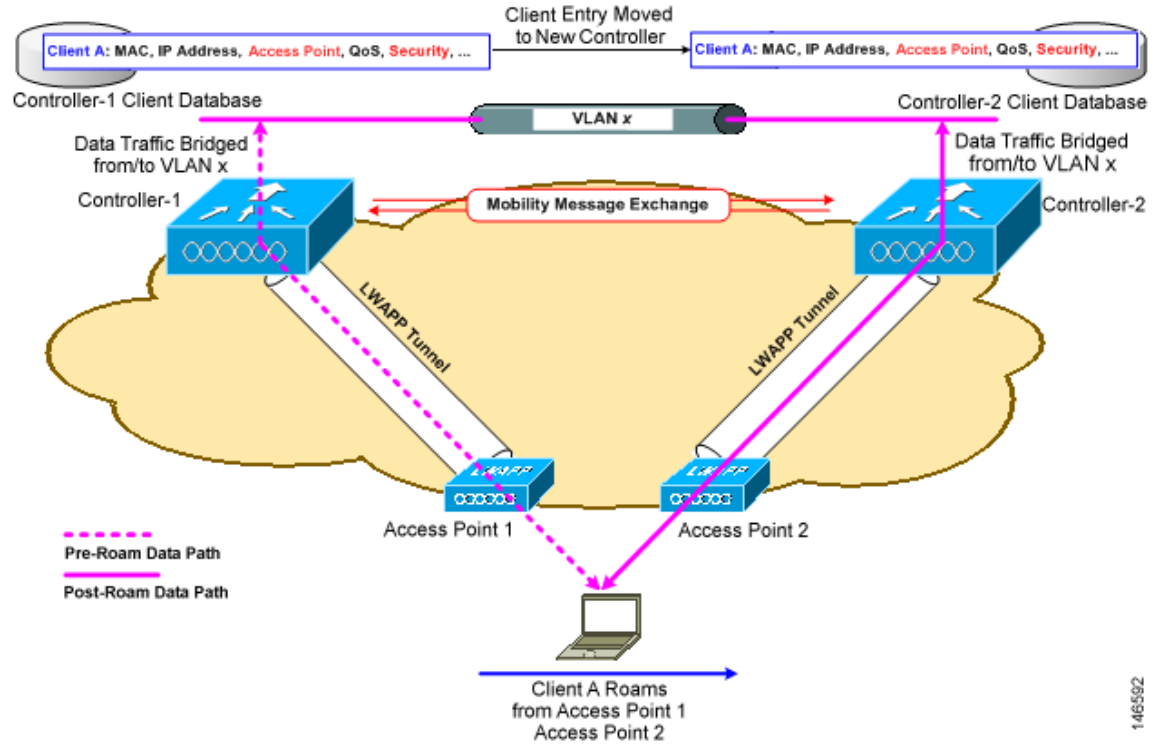 Client Entry Moved
to New Controller
Client A: MAC, IP Address, Access Point, QoS, Security, ...
Client A: MAC, IP Address, Access Point, QoS, Security, ...
Controller-1 Client Database
Controller-2 Client Database
VLAN x
Data Traffic Bridged
from/to VLAN x
Data Traffic Bridged
from/to VLAN x
Controller-1
Mobility Message Exchange
Controller-2
LWAPP Tunnel
LWAPP Tunnel
LWAPP
LWAPP
Access Point 1
Access Point 2
Pre-Roam Data Path
Post-Roam Data Path
Client A Roams
from Access Point 1
Access Point 2
146592